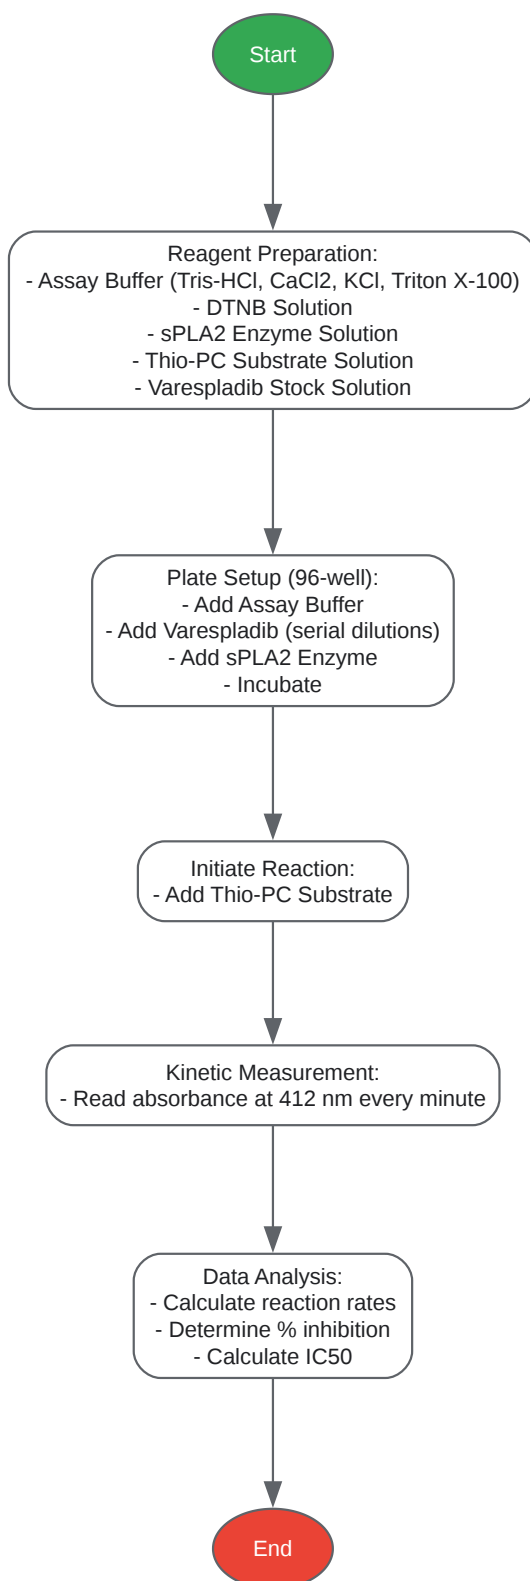 Start
Reagent Preparation:
- Assay Buffer (Tris-HCl, CaCl2, KCl, Triton X-100)
- DTNB Solution
- sPLA2 Enzyme Solution
- Thio-PC Substrate Solution
- Varespladib Stock Solution
Plate Setup (96-well):
- Add Assay Buffer
- Add Varespladib (serial dilutions)
- Add sPLA2 Enzyme
- Incubate
Initiate Reaction:
- Add Thio-PC Substrate
Kinetic Measurement:
- Read absorbance at 412 nm every minute
Data Analysis:
- Calculate reaction rates
- Determine % inhibition
- Calculate IC50
End